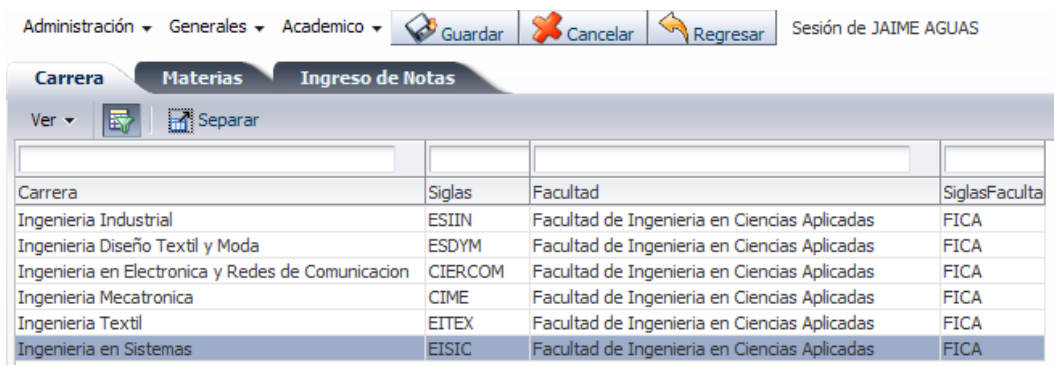 Administración Generales Academico Guardar Cancelar Regresar Sesión de JAIME AGUAS
Carrera Materias Ingreso de Notas
Ver Separar
Carrera Siglas Facultad SiglasFaculta
Ingenieria Industrial ESIIN Facultad de Ingenieria en Ciencias Aplicadas FICA
Ingenieria Diseño Textil y Moda ESDYM Facultad de Ingenieria en Ciencias Aplicadas FICA
Ingenieria en Electronica y Redes de Comunicacion CIERCOM Facultad de Ingenieria en Ciencias Aplicadas FICA
Ingenieria Mecatronica CIME Facultad de Ingenieria en Ciencias Aplicadas FICA
Ingenieria Textil EITEX Facultad de Ingenieria en Ciencias Aplicadas FICA
Ingenieria en Sistemas EISIC Facultad de Ingenieria en Ciencias Aplicadas FICA